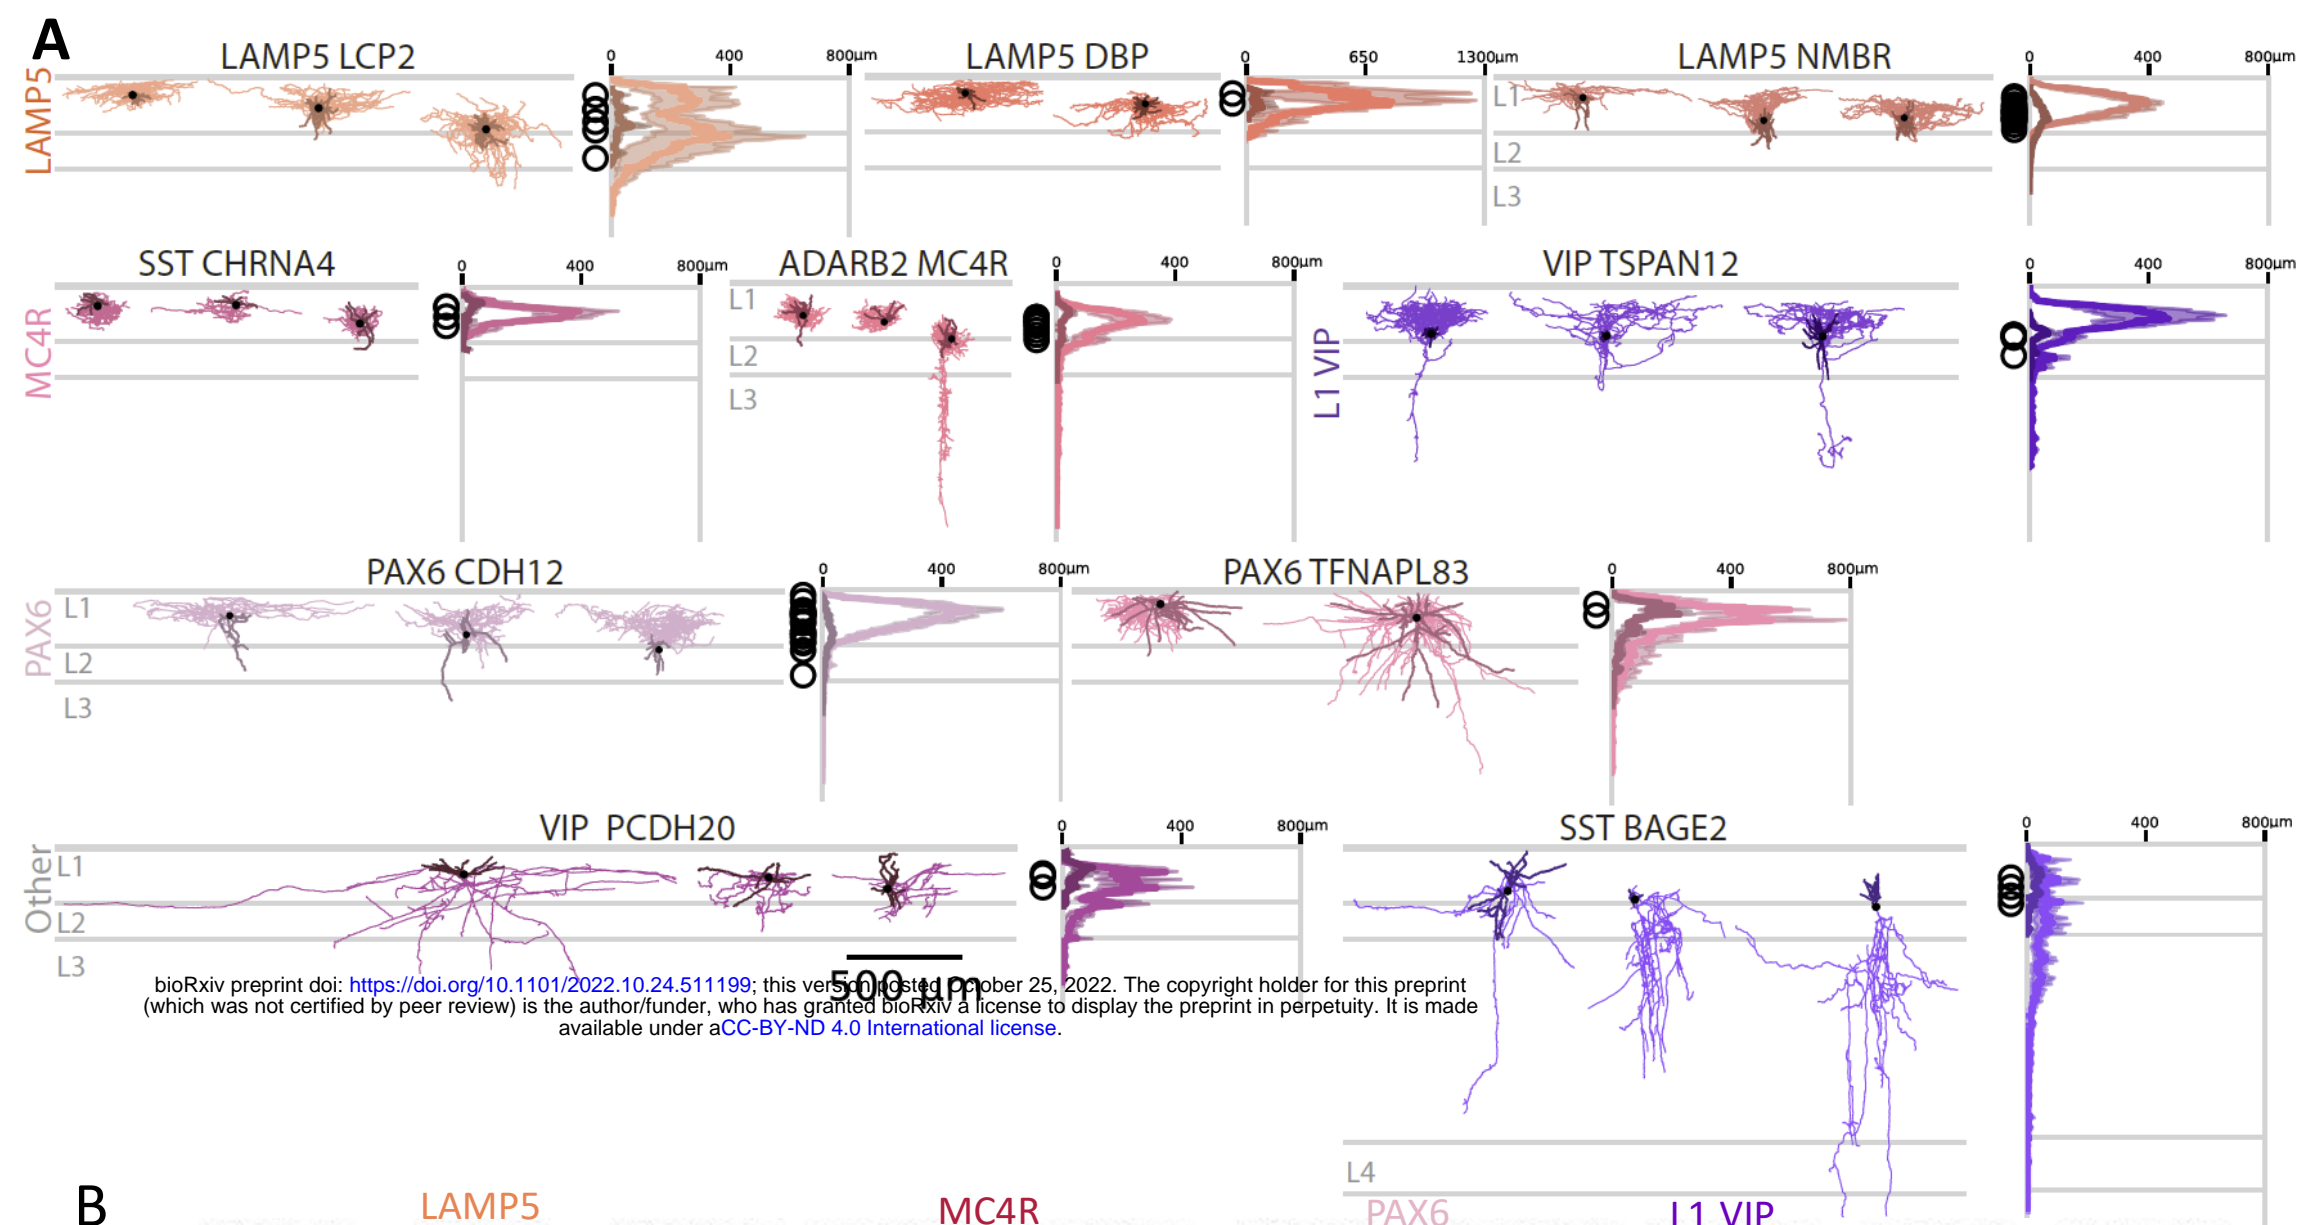 A
LAMP5 LCP2
0 400 800µm
LAMP5 DBP
0 650 1300µm
LAMP5 NMBR
0 400 800µm
LAMP5
L1
L2
L3
SST CHRNA4
0 400 800µm
ADARB2 MC4R
0 400 800µm
VIP TSPAN12
0 400 800µm
MC4R
L1
L2
L3
L1 VIP
PAX6 CDH12
0 400 800µm
PAX6 TFNAPL83
0 400 800µm
PAX6
L1
L2
L3
VIP PCDH20
0 400 800µm
SST BAGE2
0 400 800µm
Other
L1
L2
L3
500 µm
bioRxiv preprint doi: https://doi.org/10.1101/2022.10.24.511199; this version posted October 25, 2022. The copyright holder for this preprint
(which was not certified by peer review) is the author/funder, who has granted bioRxiv a license to display the preprint in perpetuity. It is made
available under aCC-BY-ND 4.0 International license.
L4
B
LAMP5
MC4R
PAX6
L1 VIP